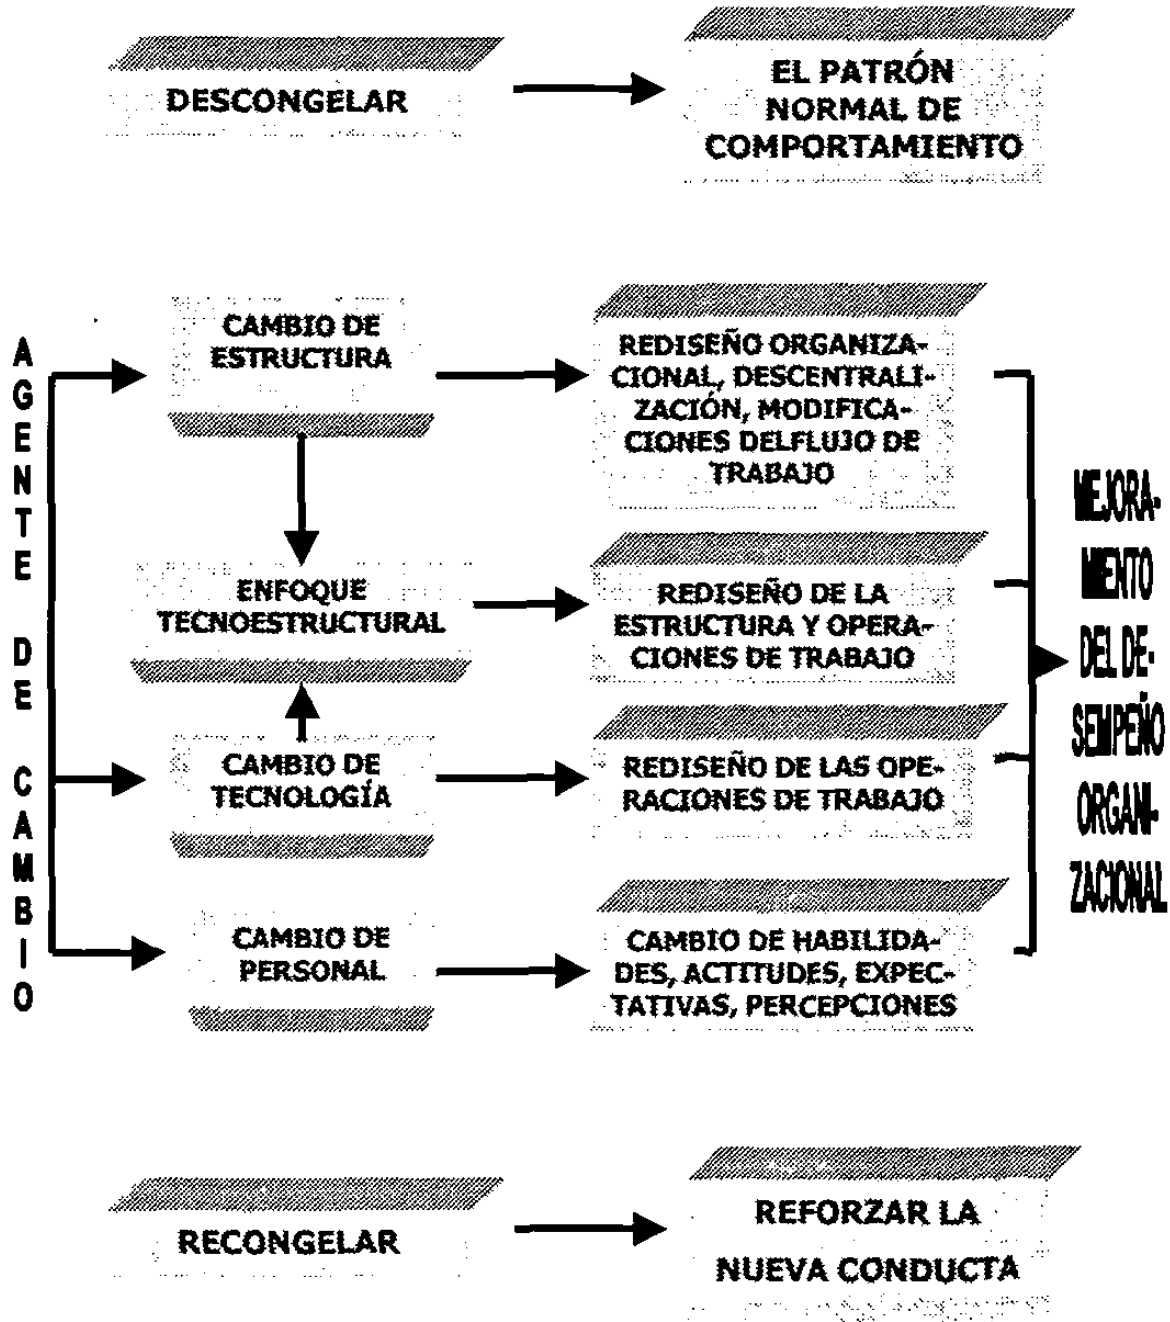 DESCONGELAR
EL PATRÓN
NORMAL DE
COMPORTAMIENTO
AGENTE DE CAMBIO
CAMBIO DE
ESTRUCTURA
REDISEÑO ORGANIZA-
CIONAL, DESCENTRALI-
ZACIÓN, MODIFICA-
CIONES DELFLUJO DE
TRABAJO
ENFOQUE
TECNOESTRUCTURAL
REDISEÑO DE LA
ESTRUCTURA Y OPERA-
CIONES DE TRABAJO
CAMBIO DE
TECNOLOGÍA
REDISEÑO DE LAS OPE-
RACIONES DE TRABAJO
CAMBIO DE
PERSONAL
CAMBIO DE HABILIDA-
DES, ACTITUDES, EXPEC-
TATIVAS, PERCEPCIONES
MEJORA-
MIENTO
DEL DE-
SEMPEÑO
ORGANI-
ZACIONAL
RECONGELAR
REFORZAR LA
NUEVA CONDUCTA